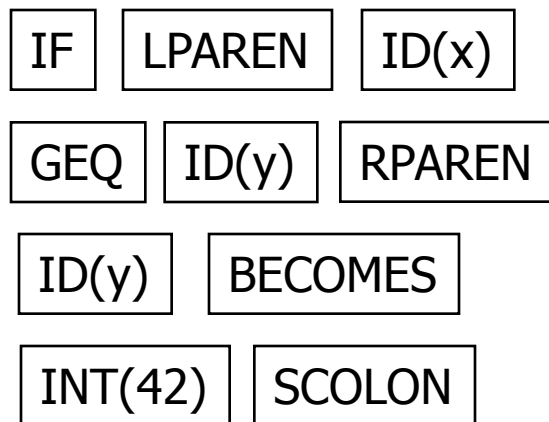 IF LPAREN ID(x)
GEQ ID(y) RPAREN
ID(y) BECOMES
INT(42) SCOLON